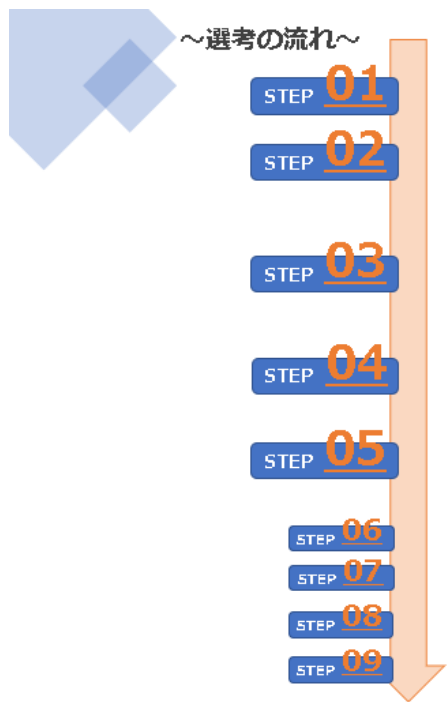 ～選考の流れ～
STEP 01
STEP 02
STEP 03
STEP 04
STEP 05
STEP 06
STEP 07
STEP 08
STEP 09